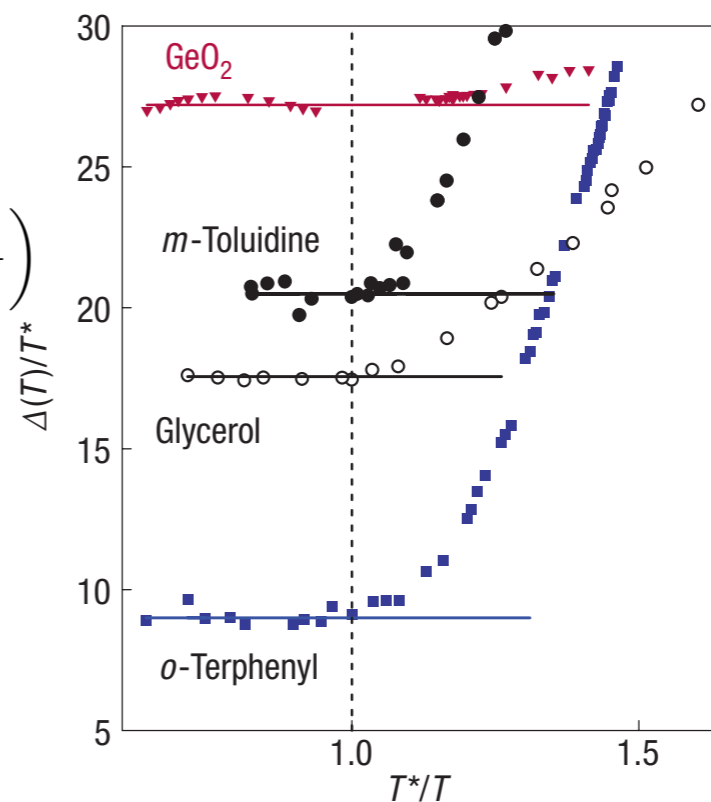 30
GeO2
25
m-Toluidine
)
Δ(T)/T*
20
Glycerol
15
10
o-Terphenyl
5
1.0
1.5
T*/T